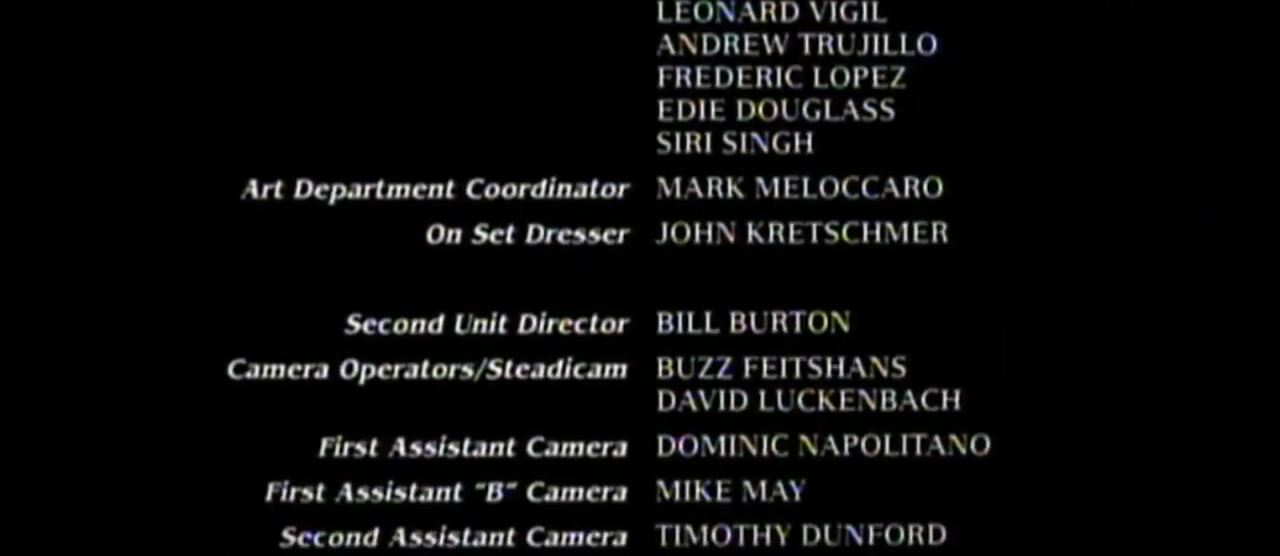 LEONARD VIGIL
ANDREW TRUJILLO
FREDERIC LOPEZ
EDIE DOUGLASS
SIRI SINGH
Art Department Coordinator MARK MELOCCARO
On Set Dresser JOHN KRETSCHMER
Second Unit Director BILL BURTON
Camera Operators/Steadicam BUZZ FEITSHANS
DAVID LUCKENBACH
First Assistant Camera DOMINIC NAPOLITANO
First Assistant "B" Camera MIKE MAY
Second Assistant Camera TIMOTHY DUNFORD